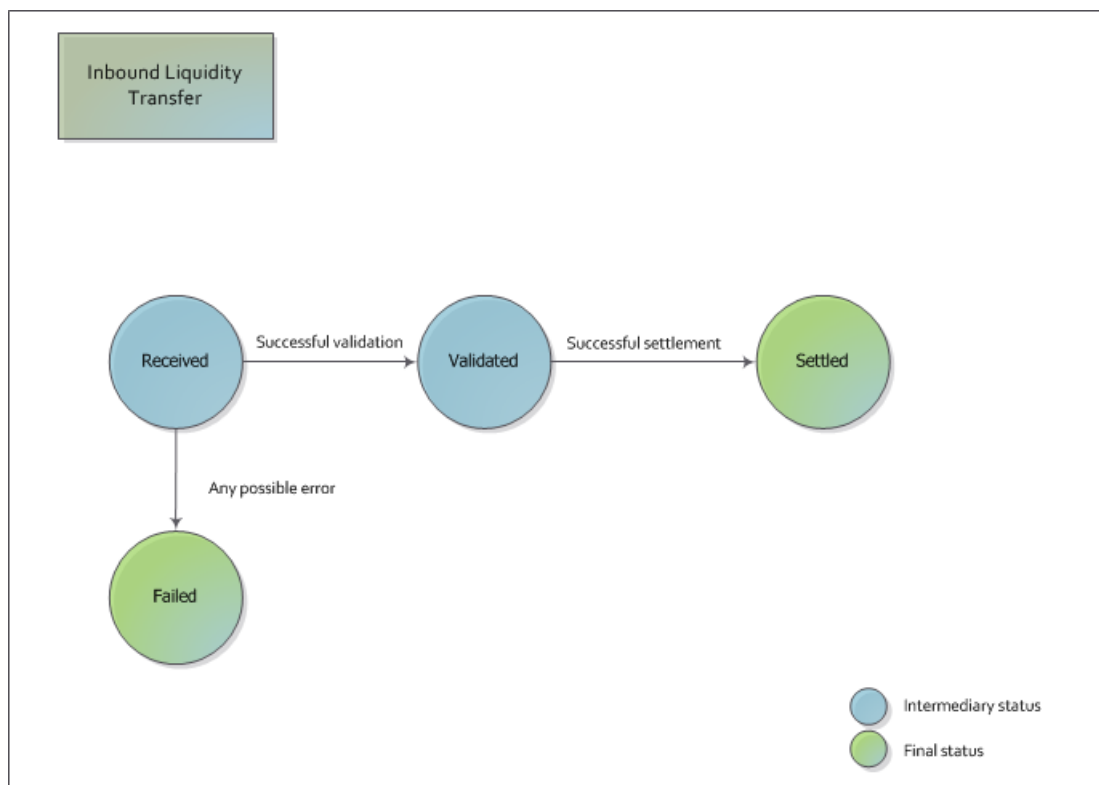 Inbound Liquidity
Transfer
Received
Successful validation
Validated
Successful settlement
Settled
Any possible error
Failed
Intermediary status
Final status